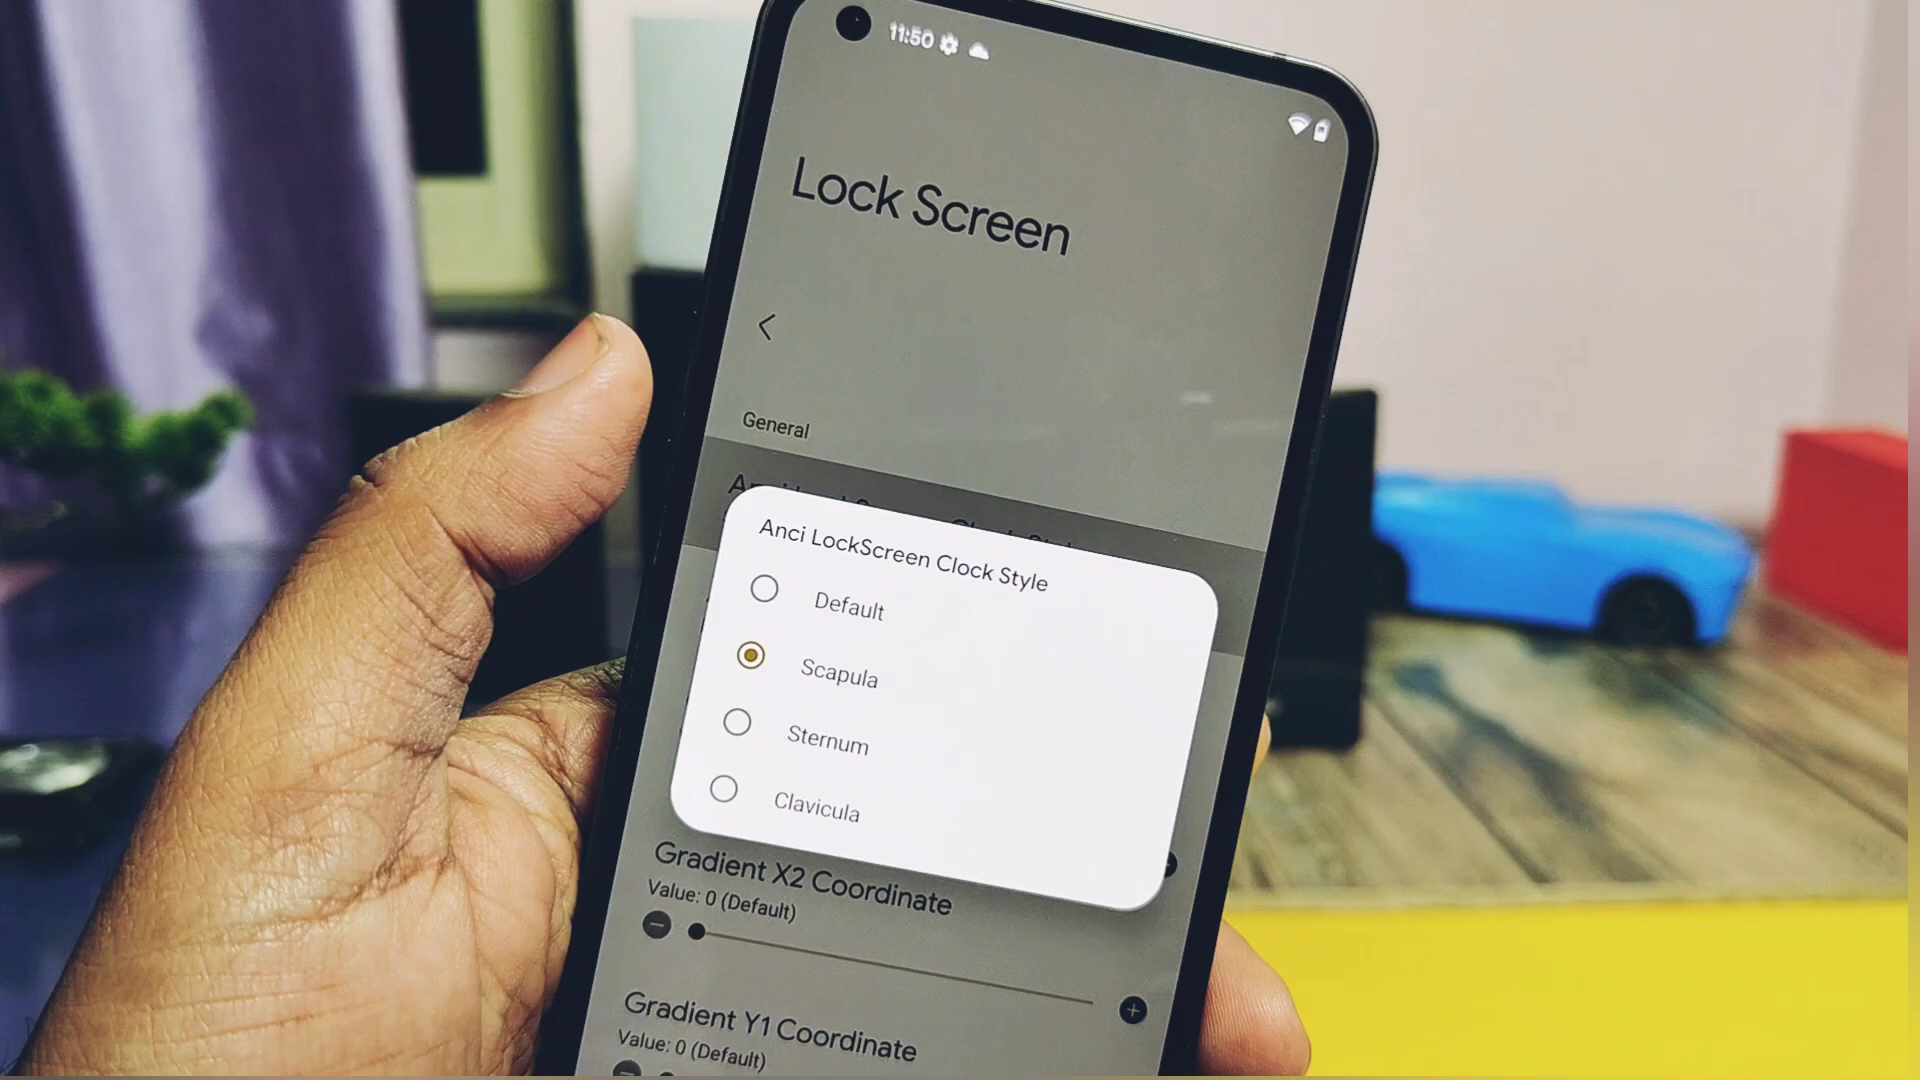 11:50
Lock Screen
General
Anci LockScreen Clock Style
Default
Scapula
Sternum
Clavicula
Gradient X2 Coordinate
Value: 0 (Default)
Gradient Y1 Coordinate
Value: 0 (Default)